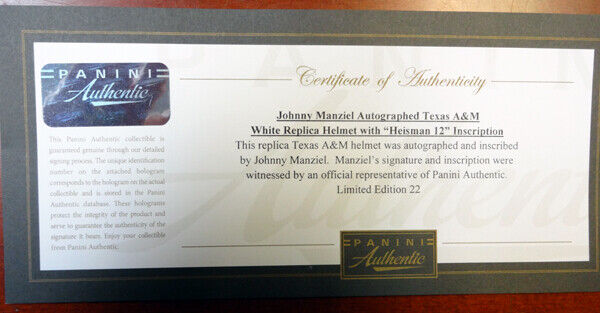 PANINI
Authentic
This Panini Authentic collectible is
guaranteed genuine through our detailed
signing process. The unique identification
number on the attached hologram
corresponds to the hologram on the actual
collectible and is stored in the Panini
Authentic database. These holograms
protect the integrity of the product and
serve to guarantee the authenticity of the
signature it bears. Enjoy your collectible
from Panini Authentic.
Certificate of Authenticity
Johnny Manziel Autographed Texas A&M
White Replica Helmet with "Heisman 12" Inscription
This replica Texas A&M helmet was autographed and inscribed
by Johnny Manziel. Manziel's signature and inscription were
witnessed by an official representative of Panini Authentic.
Limited Edition 22
PANINI
Authentic